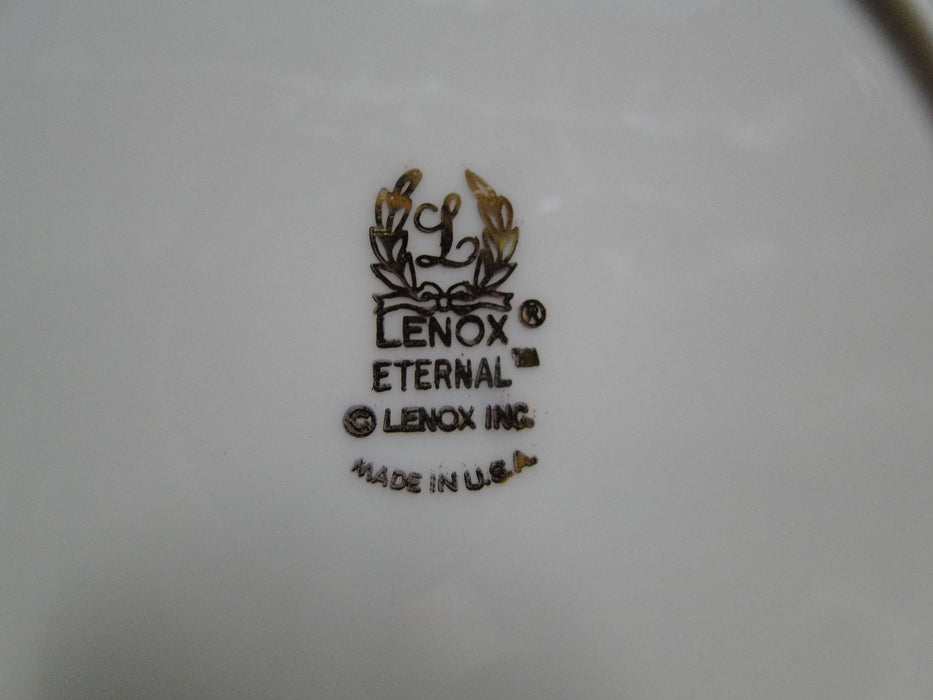 L
LENOX ®
ETERNAL™
© LENOX INC.
MADE IN U.S.A.